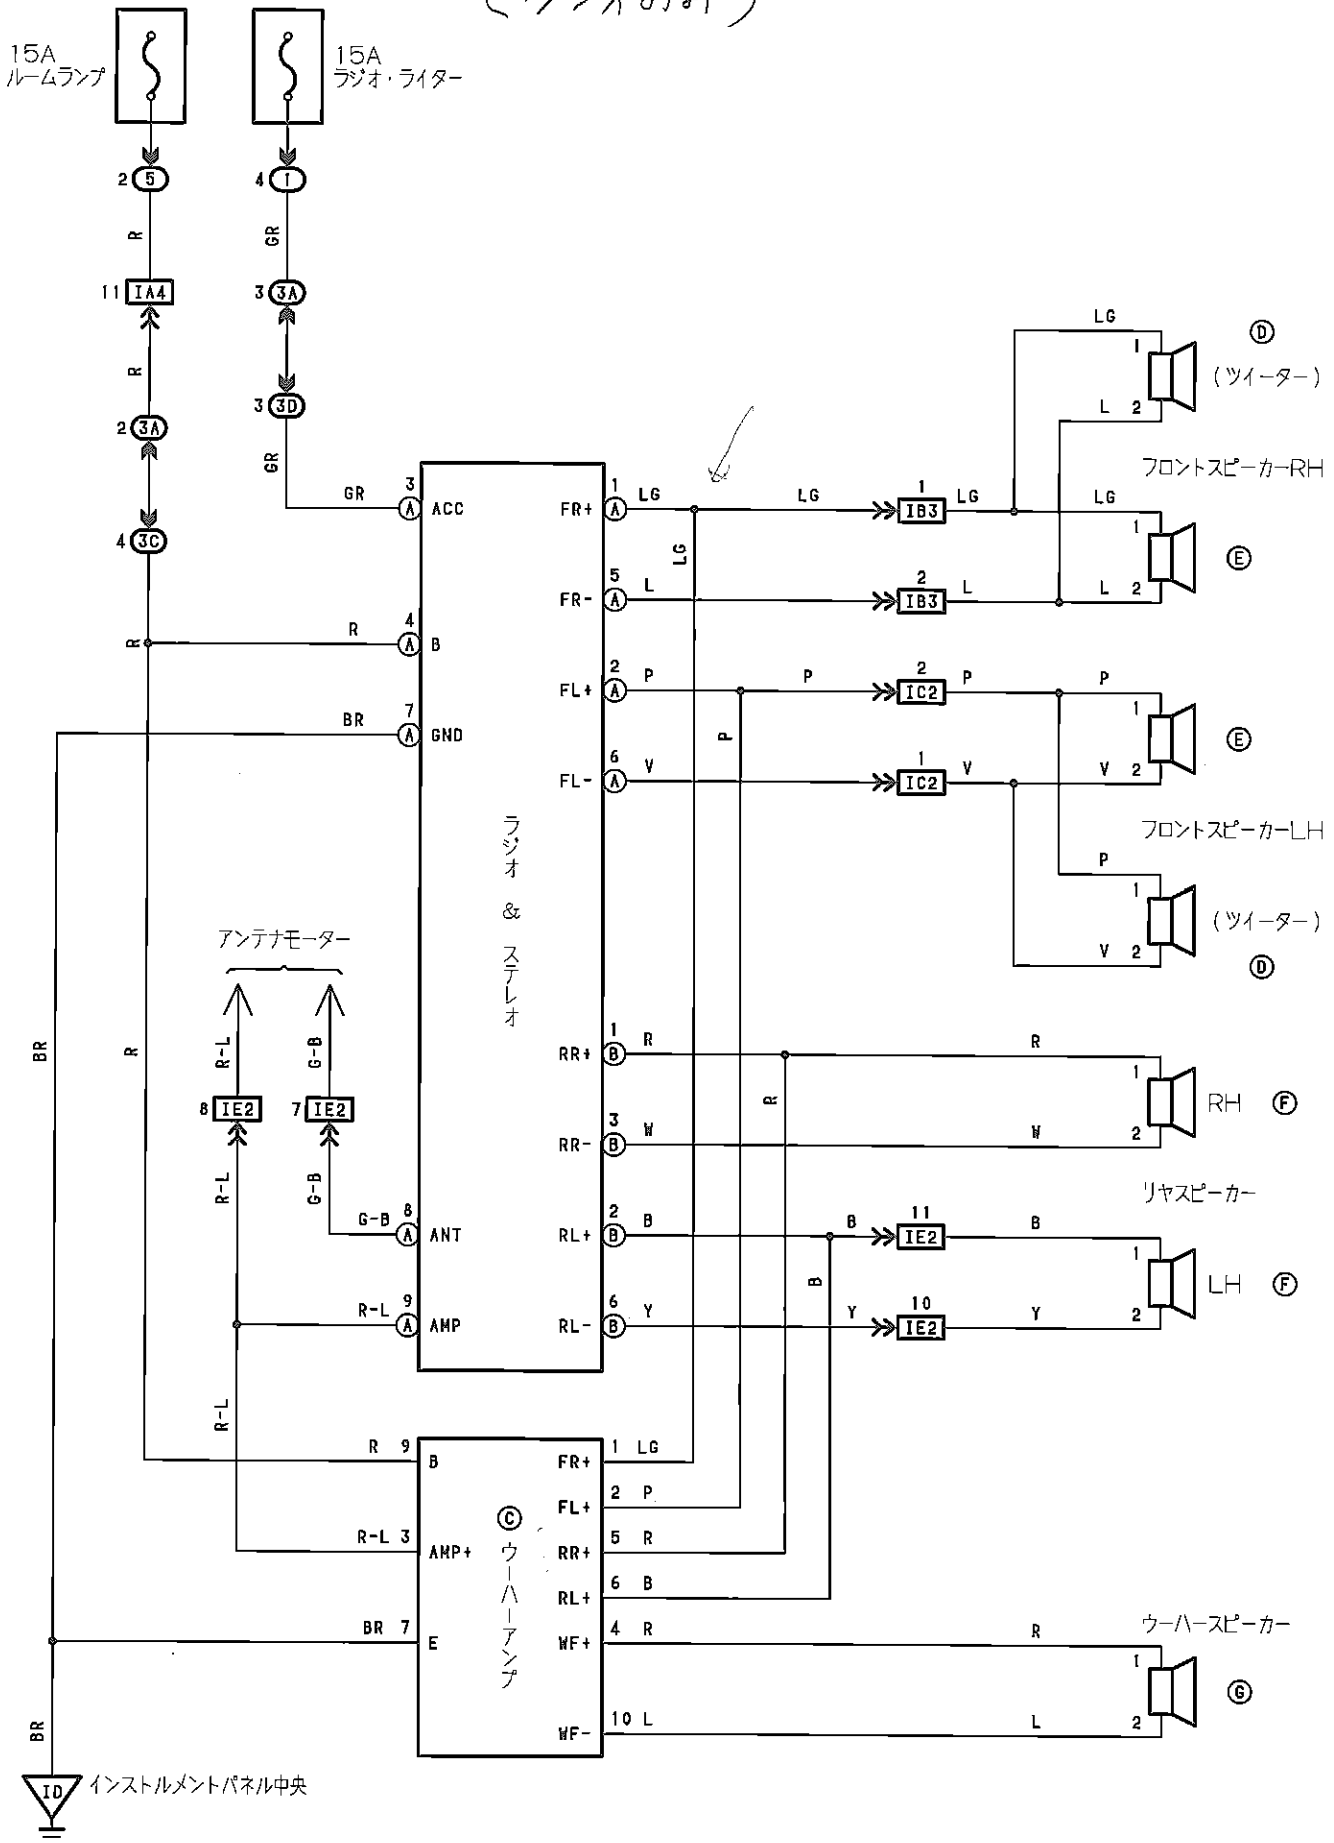 15A
ルームランプ
15A
ラジオ・ライター
2 5
4 1
R
GR
11 IA4
3 3A
R
2 3A
3 3D
GR
4 3C
LG
D
1
(ツイーター)
L 2
フロントスピーカーRH
GR 3 A ACC
FR+ 1 A LG
LG
1 IB3 LG
LG
1
E
LG
FR- 5 A L
2 IB3 L
L 2
R
R 4 A B
FL+ 2 A P
P
2 IC2 P
P
1
E
P
BR 7 A GND
FL- 6 A V
1 IC2 V
V 2
フロントスピーカーLH
P
1
(ツイーター)
V 2
D
ラジオ & ステレオ
アンテナモーター
BR
R
R-L
G-B
8 IE2
7 IE2
R-L
G-B
RR+ 1 B R
R
1
RH F
R
RR- 3 B W
W
2
リヤスピーカー
G-B 8 A ANT
RL+ 2 B B
B
11 IE2
B
1
LH F
B
R-L 9 A AMP
RL- 6 B Y
Y
10 IE2
Y
2
R-L
R 9 B
FR+ 1 LG
FL+ 2 P
C
ウーハーアンプ
R-L 3 AMP+
RR+ 5 R
RL+ 6 B
BR 7 E
WF+ 4 R
R
ウーハースピーカー
1
G
WF- 10 L
L
2
BR
ID インストルメントパネル中央